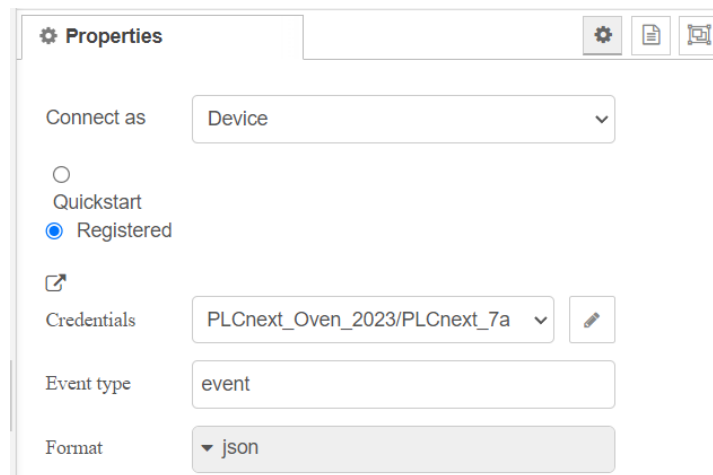 Properties
Connect as Device
Quickstart
Registered
Credentials PLCnext_Oven_2023/PLCnext_7a
Event type event
Format json